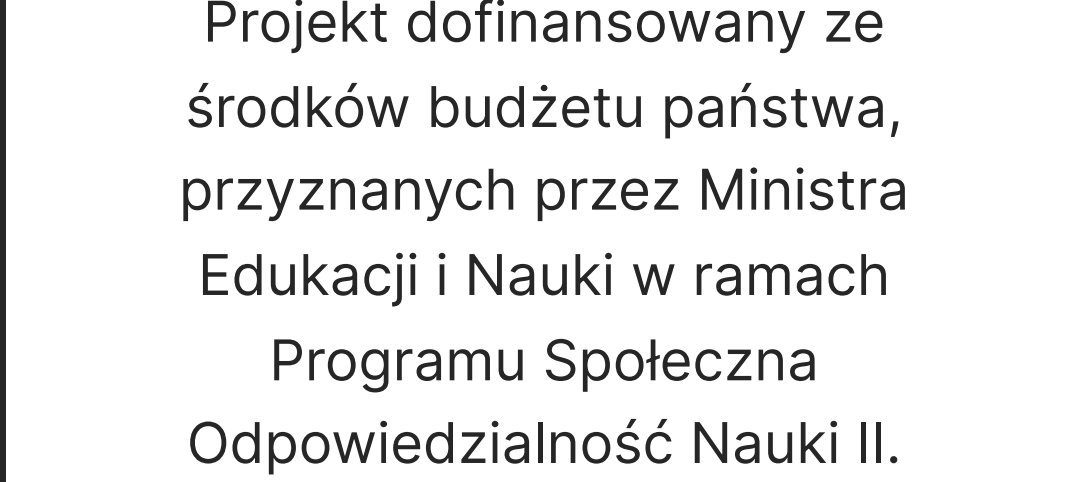 Projekt dofinansowany ze
środków budżetu państwa,
przyznanych przez Ministra
Edukacji i Nauki w ramach
Programu Społeczna
Odpowiedzialność Nauki II.